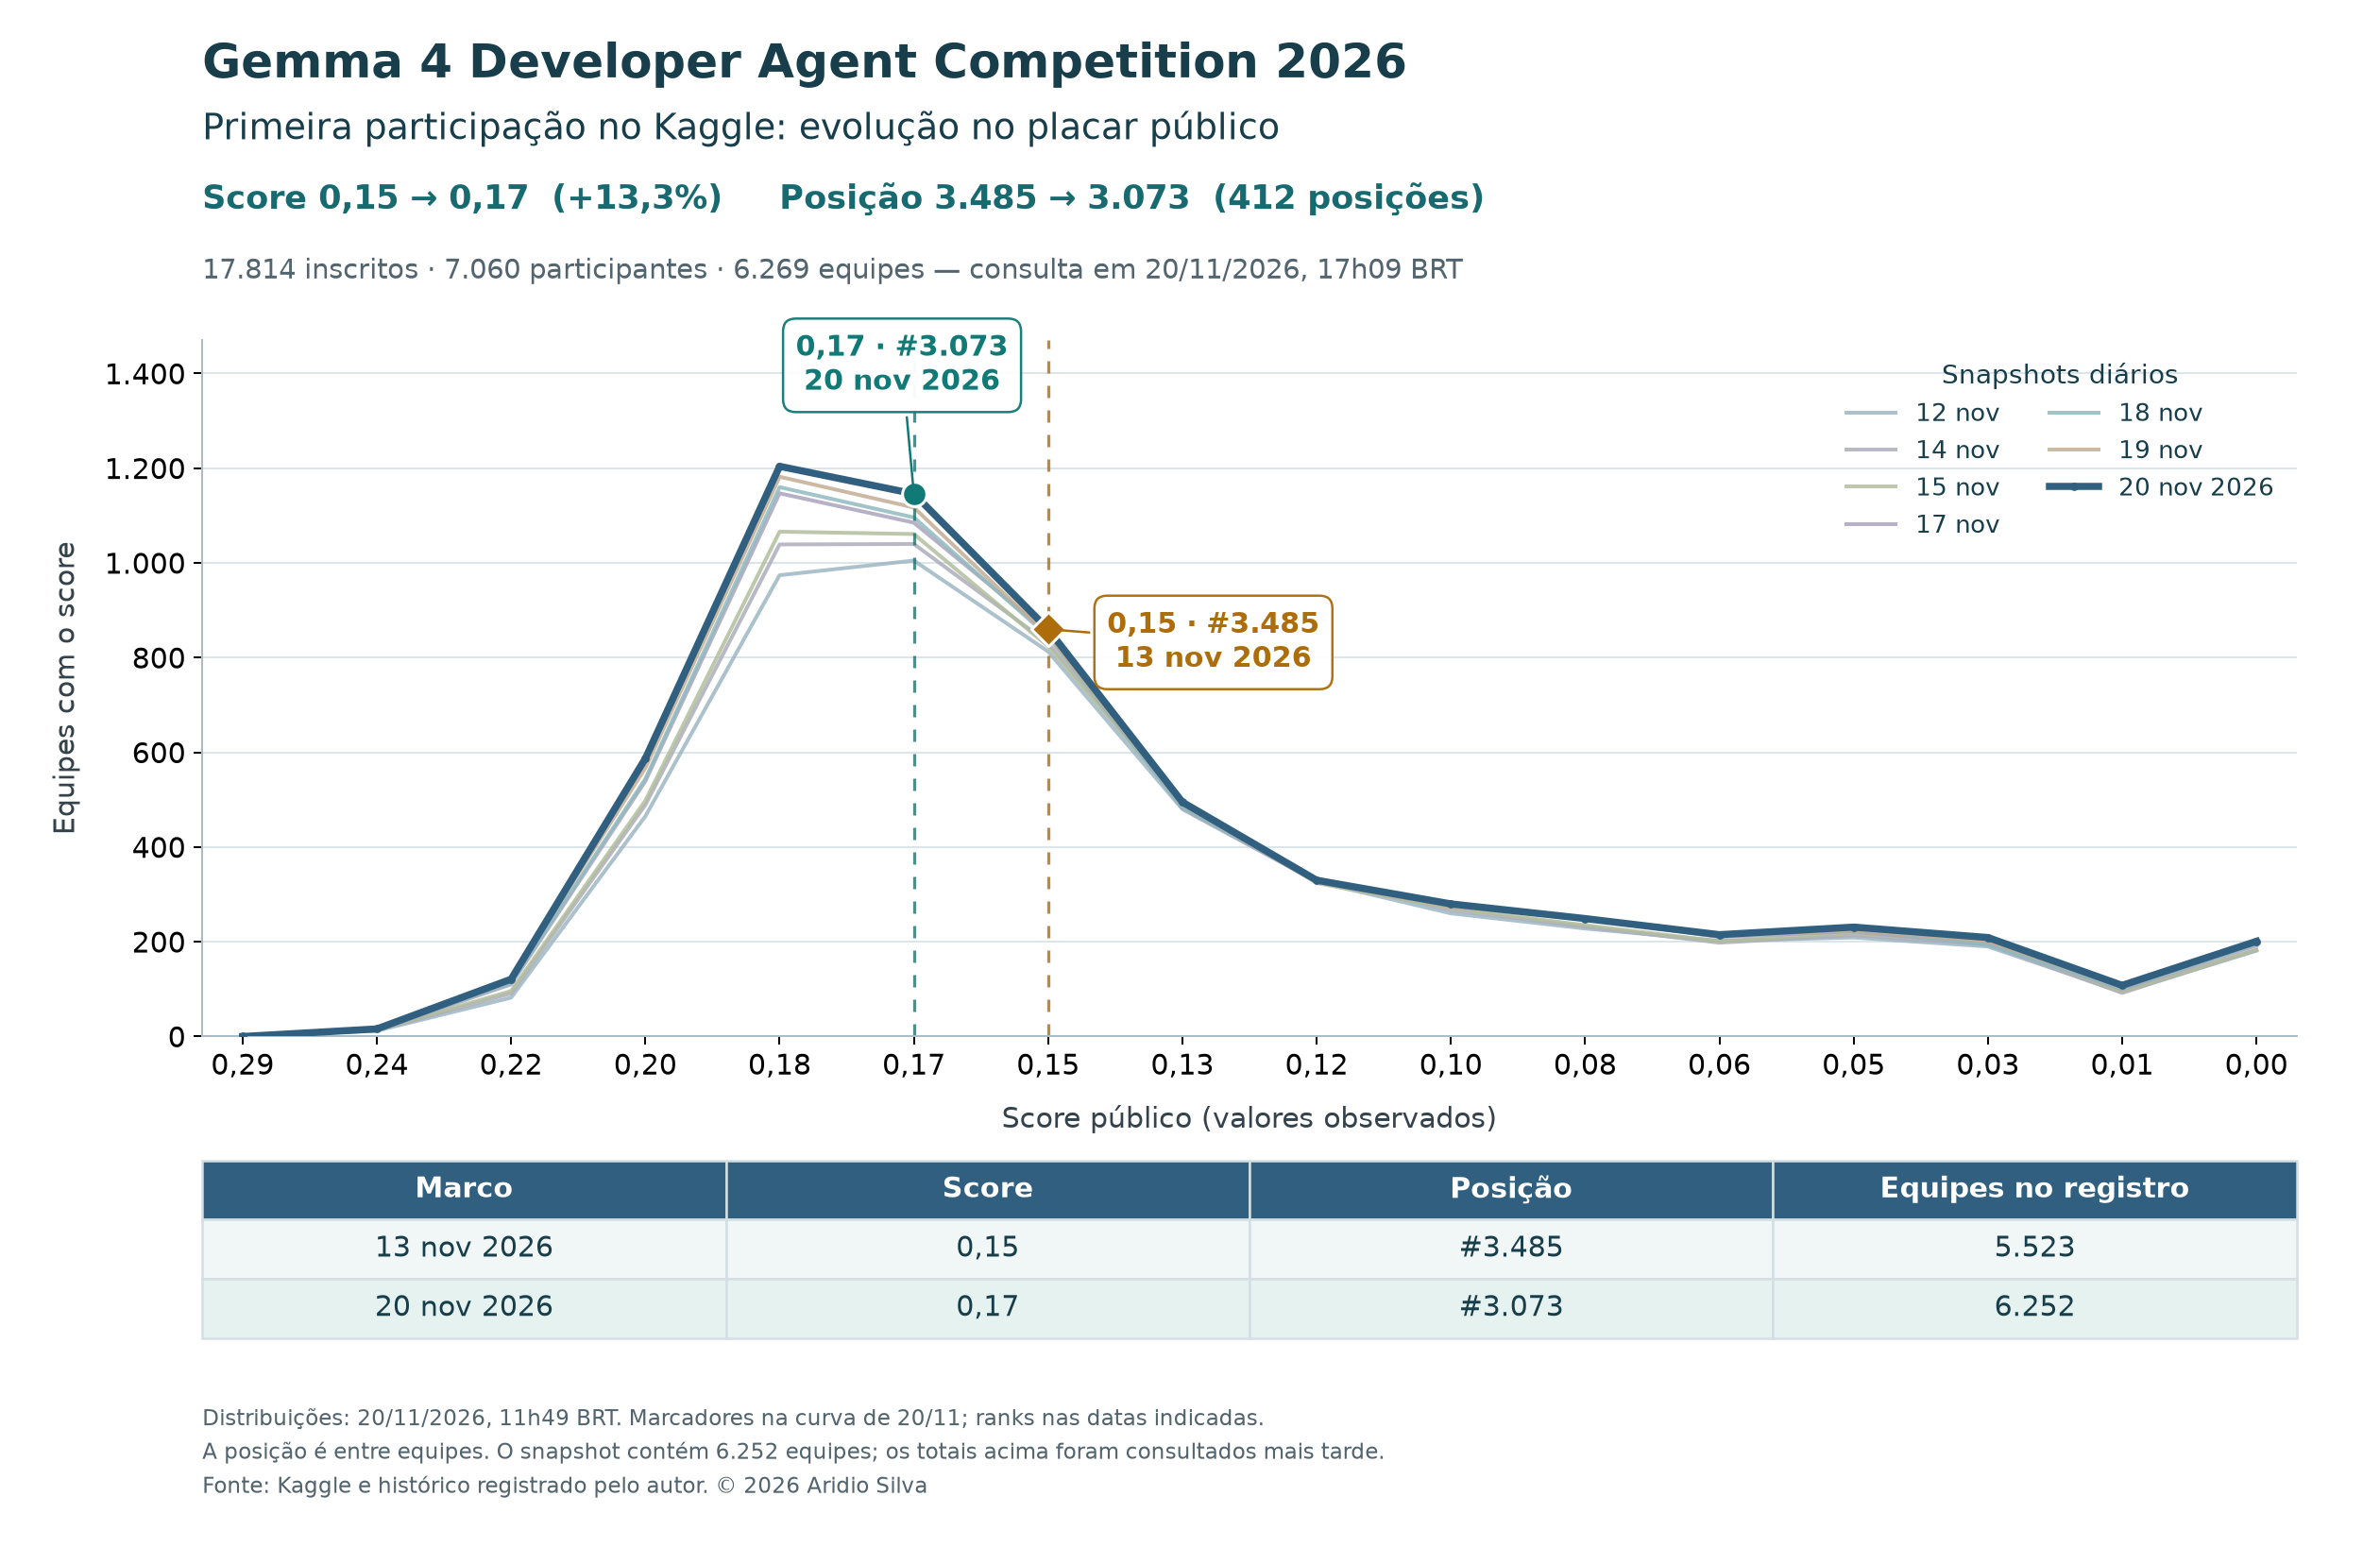 Gemma 4 Developer Agent Competition 2026
Primeira participação no Kaggle: evolução no placar público
Score 0,15 → 0,17 (+13,3%) Posição 3.485 → 3.073 (412 posições)
17.814 inscritos · 7.060 participantes · 6.269 equipes — consulta em 20/11/2026, 17h09 BRT
0,17 · #3.073
20 nov 2026
0,15 · #3.485
13 nov 2026
Snapshots diários
12 nov
14 nov
15 nov
17 nov
18 nov
19 nov
20 nov 2026
Equipes com o score
1.400
1.200
1.000
800
600
400
200
0
0,29 0,24 0,22 0,20 0,18 0,17 0,15 0,13 0,12 0,10 0,08 0,06 0,05 0,03 0,01 0,00
Score público (valores observados)
Marco Score Posição Equipes no registro
13 nov 2026 0,15 #3.485 5.523
20 nov 2026 0,17 #3.073 6.252
Distribuições: 20/11/2026, 11h49 BRT. Marcadores na curva de 20/11; ranks nas datas indicadas.
A posição é entre equipes. O snapshot contém 6.252 equipes; os totais acima foram consultados mais tarde.
Fonte: Kaggle e histórico registrado pelo autor. © 2026 Aridio Silva